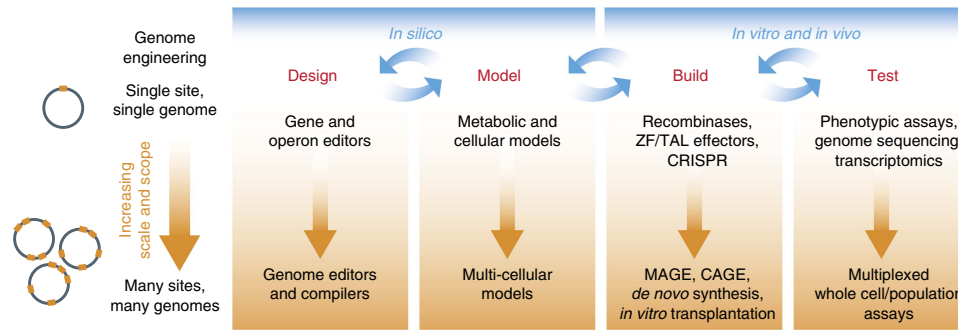 Genome
engineering
Single site,
single genome
Increasing
scale and scope
Many sites,
many genomes
In silico
In vitro and in vivo
Design
Model
Build
Test
Gene and
operon editors
Metabolic and
cellular models
Recombinases,
ZF/TAL effectors,
CRISPR
Phenotypic assays,
genome sequencing,
transcriptomics
Genome editors
and compilers
Multi-cellular
models
MAGE, CAGE,
de novo synthesis,
in vitro transplantation
Multiplexed
whole cell/population
assays